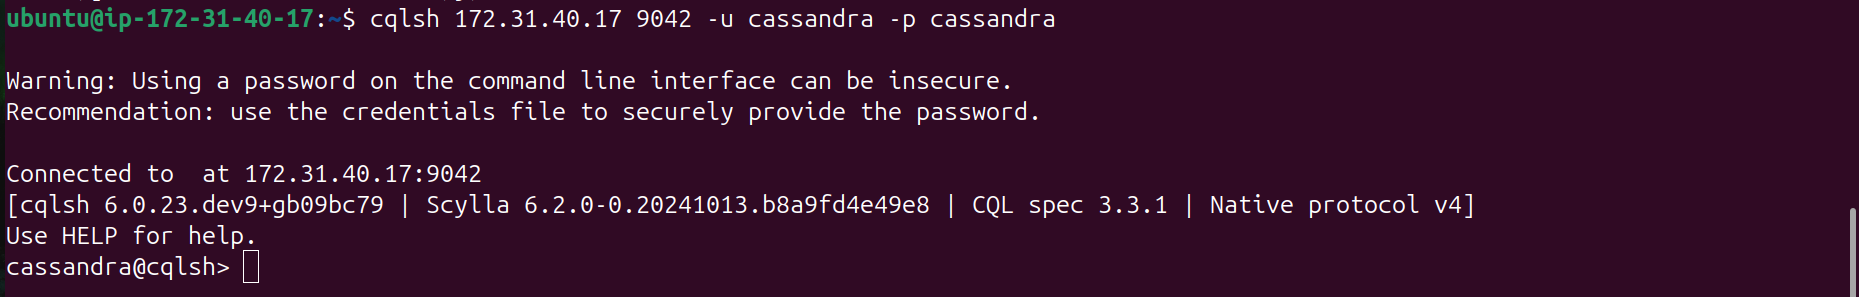 ubuntu@ip-172-31-40-17:~$ cqlsh 172.31.40.17 9042 -u cassandra -p cassandra
Warning: Using a password on the command line interface can be insecure.
Recommendation: use the credentials file to securely provide the password.
Connected to  at 172.31.40.17:9042
[cqlsh 6.0.23.dev9+gb09bc79 | Scylla 6.2.0-0.20241013.b8a9fd4e49e8 | CQL spec 3.3.1 | Native protocol v4]
Use HELP for help.
cassandra@cqlsh>